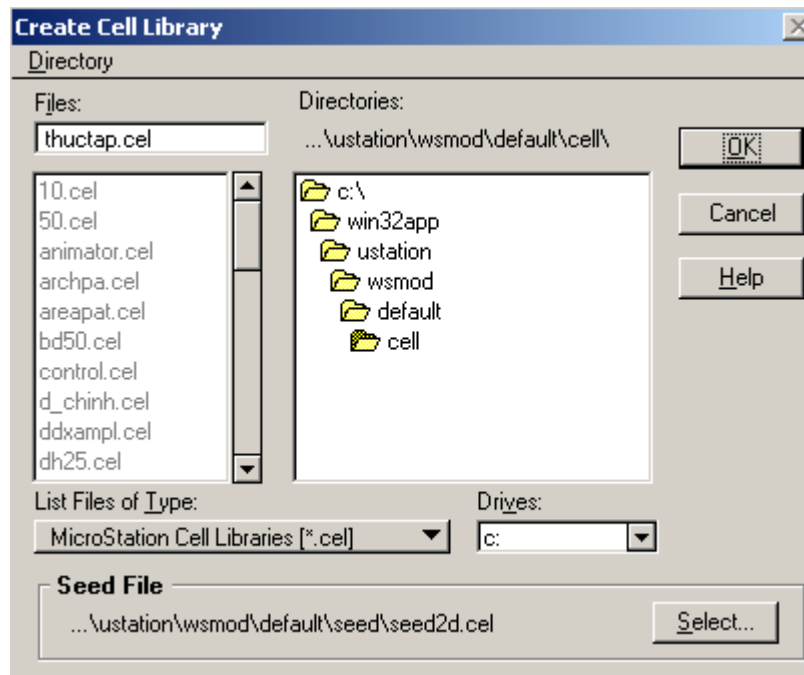 Create Cell Library
Directory
Files:
thuctap.cel
10.cel
50.cel
animator.cel
archpa.cel
areapat.cel
bd50.cel
control.cel
d_chinh.cel
ddxampl.cel
dh25.cel
Directories:
...\ustation\wsmod\default\cell\
c:\
win32app
ustation
wsmod
default
cell
OK
Cancel
Help
List Files of Type:
MicroStation Cell Libraries [*.cel]
Drives:
c:
Seed File
...\ustation\wsmod\default\seed\seed2d.cel
Select...